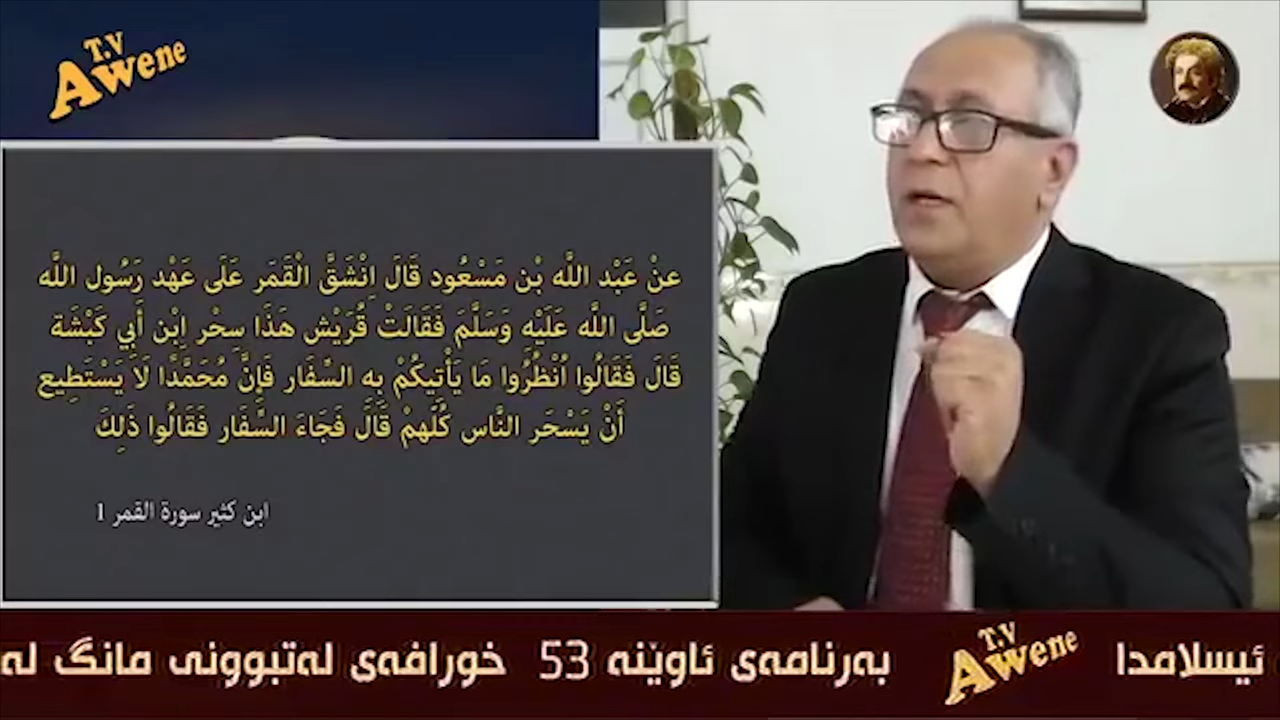 T.V
Awene
عَنْ عَبْد اللَّه بْن مَسْعُود قَالَ اِنْشَقَّ الْقَمَر عَلَى عَهْد رَسُول اللَّه
صَلَّى اللَّه عَلَيْهِ وَسَلَّمَ فَقَالَتْ قُرَيْش هَذَا سِحْر اِبْن أَبِي كَبْشَة
قَالَ فَقَالُوا اُنْظُرُوا مَا يَأْتِيكُمْ بِهِ السُّفَّار فَإِنَّ مُحَمَّدًا لَا يَسْتَطِيع
أَنْ يَسْحَر النَّاس كُلّهمْ قَالَ فَجَاءَ السُّفَّار فَقَالُوا ذَلِكَ
ابن كثير سورة القمر 1
ئیسلامدا T.V Awene بەرنامەی ئاوێنە 53 خورافەی لەتبوونی مانگ لە